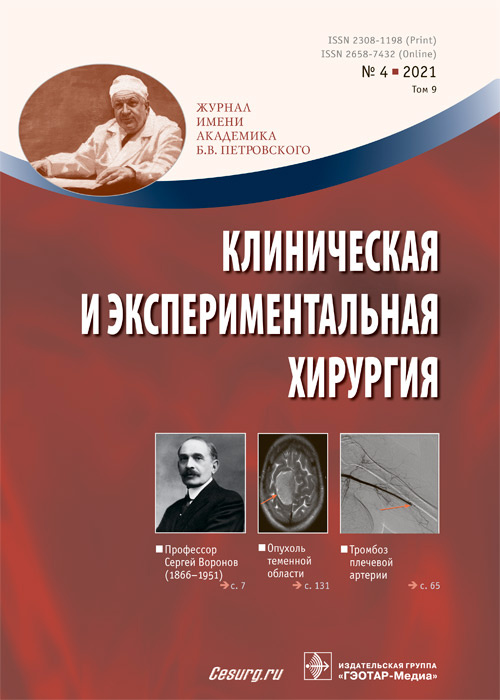 ISSN 2308-1198 (Print)
ISSN 2658-7432 (Online)
№ 4 ▪ 2021
Том 9
ЖУРНАЛ
ИМЕНИ
АКАДЕМИКА
Б.В. ПЕТРОВСКОГО
КЛИНИЧЕСКАЯ
И ЭКСПЕРИМЕНТАЛЬНАЯ
ХИРУРГИЯ
Профессор
Сергей Воронов
(1866–1951)
→ с. 7
Опухоль
теменной
области
→ с. 131
Тромбоз
плечевой
артерии
→ с. 65
Cesurg.ru
ИЗДАТЕЛЬСКАЯ ГРУППА
«ГЭОТАР-Медиа»